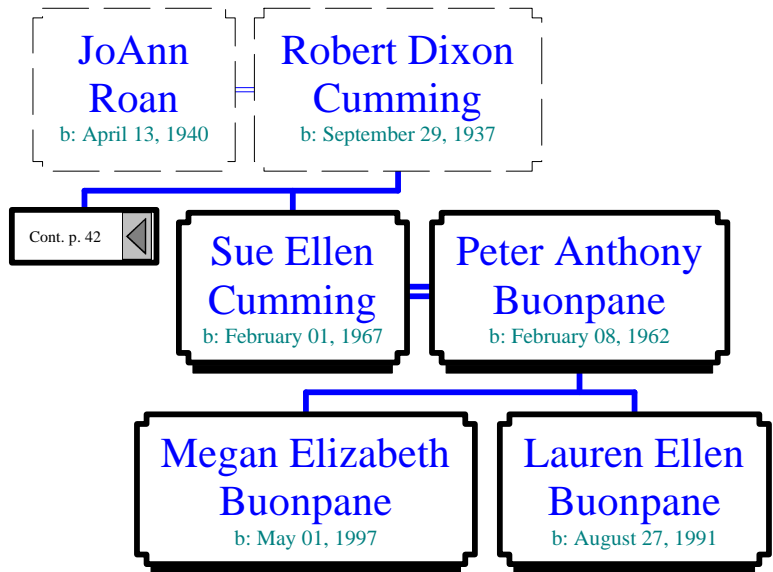 JoAnn
Roan
b: April 13, 1940
Robert Dixon
Cumming
b: September 29, 1937
Cont. p. 42
Sue Ellen
Cumming
b: February 01, 1967
Peter Anthony
Buonpane
b: February 08, 1962
Megan Elizabeth
Buonpane
b: May 01, 1997
Lauren Ellen
Buonpane
b: August 27, 1991